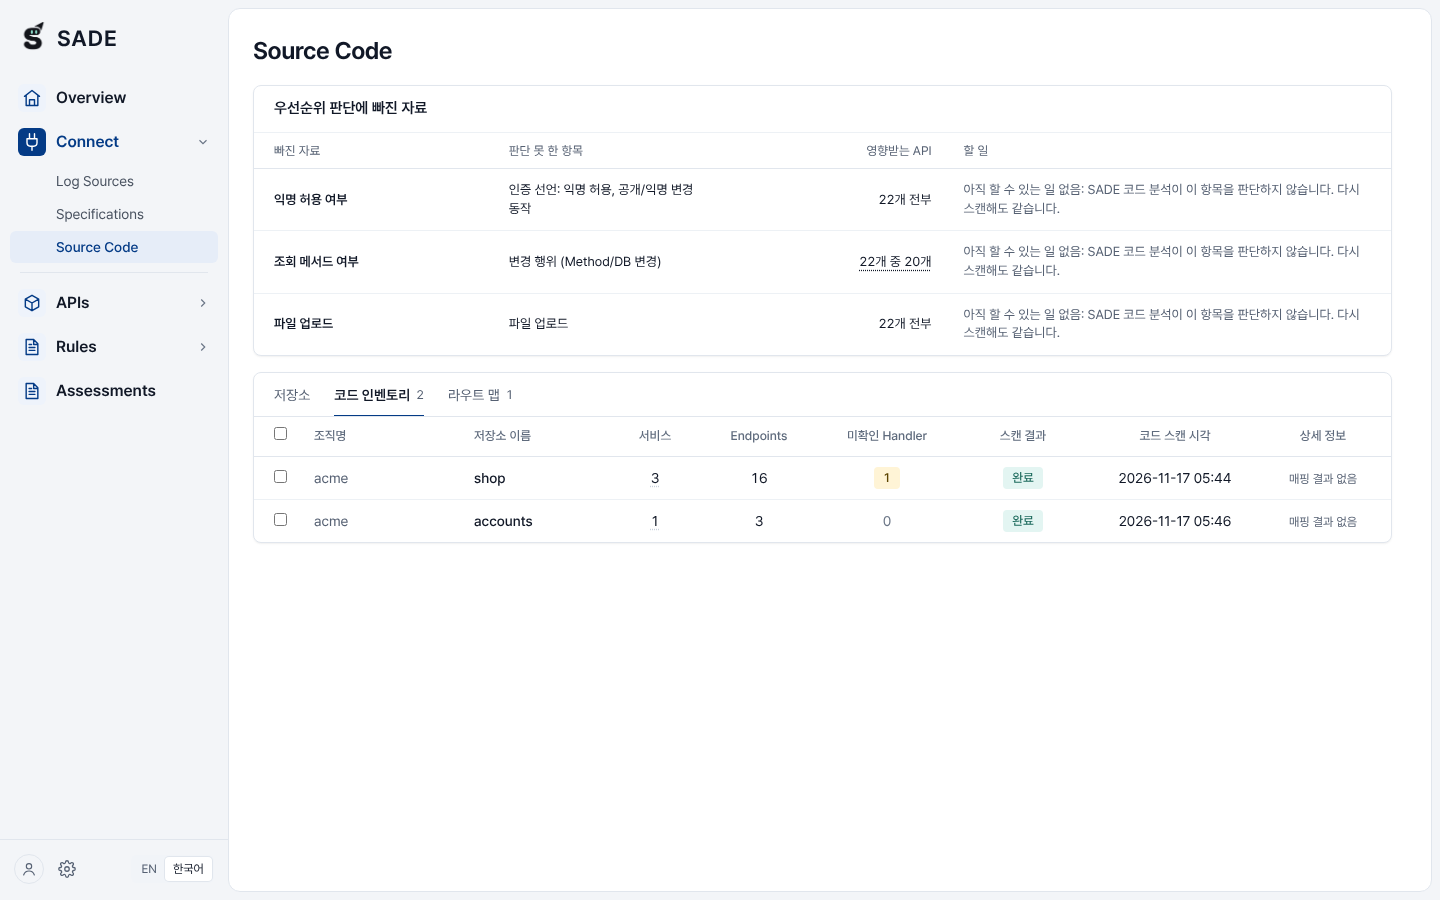 SADE
Overview
Connect
Log Sources
Specifications
Source Code
APIs
Rules
Assessments
EN 한국어
Source Code
우선순위 판단에 빠진 자료
빠진 자료 판단 못 한 항목 영향받는 API 할 일
익명 허용 여부 인증 선언: 익명 허용, 공개/익명 변경 동작 22개 전부 아직 할 수 있는 일 없음: SADE 코드 분석이 이 항목을 판단하지 않습니다. 다시 스캔해도 같습니다.
조회 메서드 여부 변경 행위 (Method/DB 변경) 22개 중 20개 아직 할 수 있는 일 없음: SADE 코드 분석이 이 항목을 판단하지 않습니다. 다시 스캔해도 같습니다.
파일 업로드 파일 업로드 22개 전부 아직 할 수 있는 일 없음: SADE 코드 분석이 이 항목을 판단하지 않습니다. 다시 스캔해도 같습니다.
저장소 코드 인벤토리 2 라우트 맵 1
조직명 저장소 이름 서비스 Endpoints 미확인 Handler 스캔 결과 코드 스캔 시각 상세 정보
acme shop 3 16 1 완료 2026-11-17 05:44 매핑 결과 없음
acme accounts 1 3 0 완료 2026-11-17 05:46 매핑 결과 없음